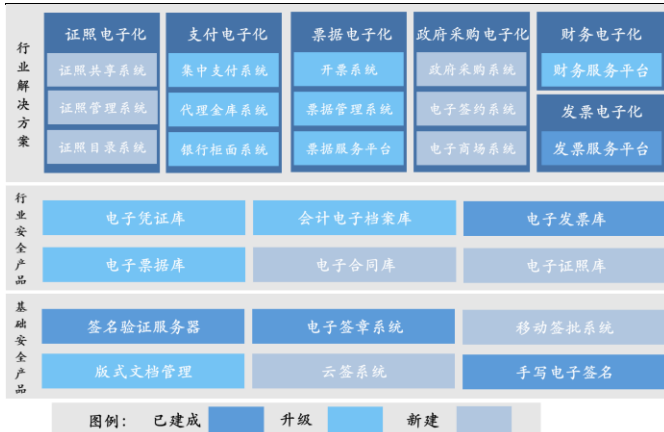 行业解决方案
证照电子化
证照共享系统
证照管理系统
证照目录系统
支付电子化
集中支付系统
代理金库系统
银行柜面系统
票据电子化
开票系统
票据管理系统
票据服务平台
政府采购电子化
政府采购系统
电子签约系统
电子商场系统
财务电子化
财务服务平台
发票电子化
发票服务平台
行业安全产品
电子凭证库
会计电子档案库
电子发票库
电子票据库
电子合同库
电子证照库
基础安全产品
签名验证服务器
电子签章系统
移动签批系统
版式文档管理
云签系统
手写电子签名
图例： 已建成 升级 新建